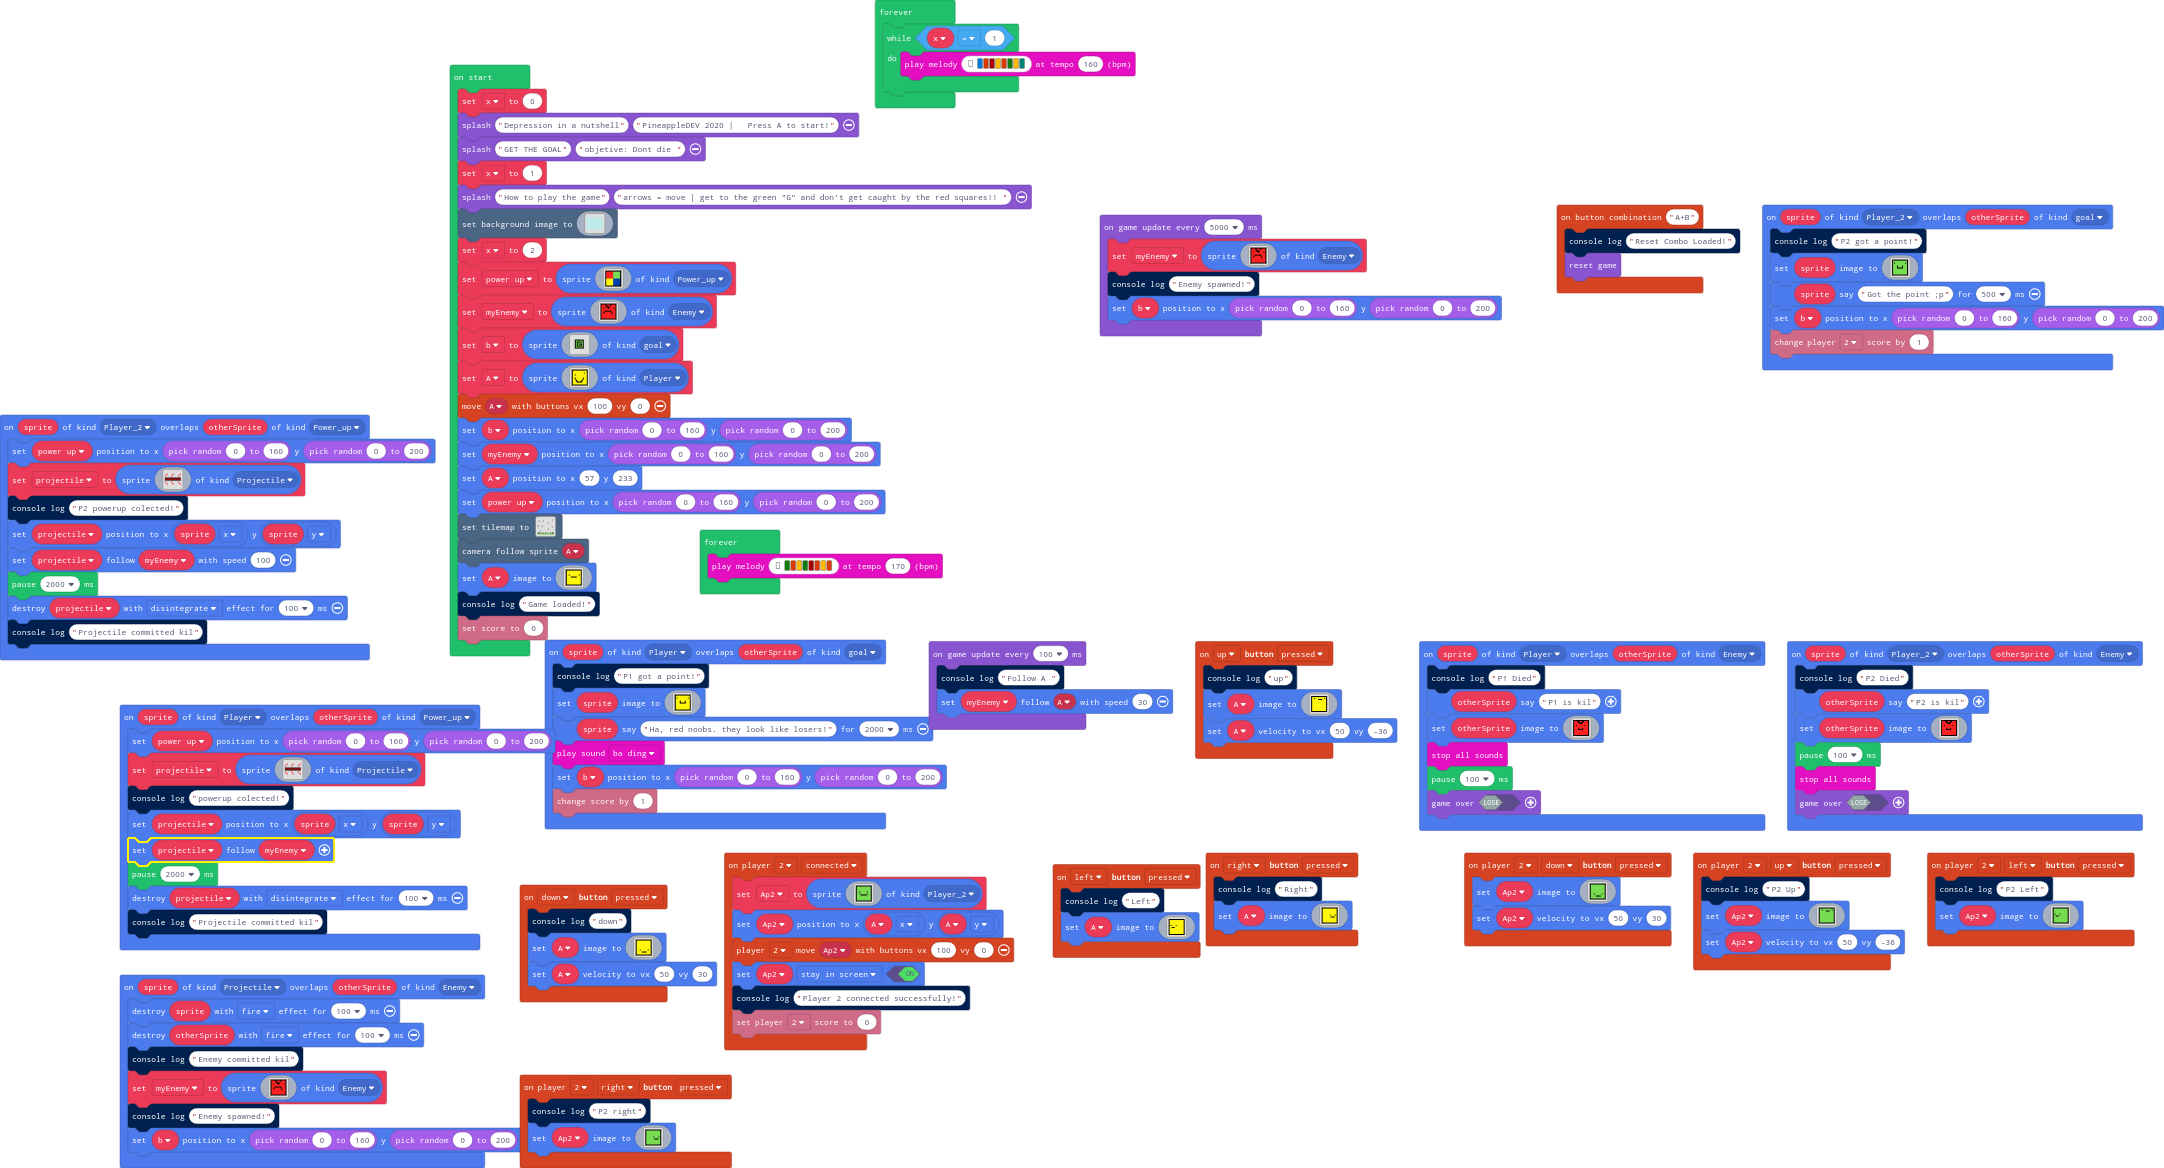 forever
while x = 1
do play melody at tempo 160 (bpm)
on start
set x to 0
splash "Depression in a nutshell" "PineappleDEV 2020 | Press A to start!"
splash "GET THE GOAL" "objetive: Dont die "
set x to 1
splash "How to play the game" "arrows = move | get to the green "G" and don't get caught by the red squares!! "
set background image to
set x to 2
set power up to sprite of kind Power_up
set myEnemy to sprite of kind Enemy
set b to sprite of kind goal
set A to sprite of kind Player
move A with buttons vx 100 vy 0
set b position to x pick random 0 to 160 y pick random 0 to 200
set myEnemy position to x pick random 0 to 160 y pick random 0 to 200
set A position to x 57 y 233
set power up position to x pick random 0 to 160 y pick random 0 to 200
set tilemap to
camera follow sprite A
set A image to
console log "Game loaded!"
set score to 0
on game update every 5000 ms
set myEnemy to sprite of kind Enemy
console log "Enemy spawned!"
set b position to x pick random 0 to 160 y pick random 0 to 200
on button combination "A+B"
console log "Reset Combo Loaded!"
reset game
on sprite of kind Player_2 overlaps otherSprite of kind goal
console log "P2 got a point!"
set sprite image to
sprite say "Got the point ;p" for 500 ms
set b position to x pick random 0 to 160 y pick random 0 to 200
change player 2 score by 1
on sprite of kind Player_2 overlaps otherSprite of kind Power_up
set power up position to x pick random 0 to 160 y pick random 0 to 200
set projectile to sprite of kind Projectile
console log "P2 powerup colected!"
set projectile position to x sprite x y sprite y
set projectile follow myEnemy with speed 100
pause 2000 ms
destroy projectile with disintegrate effect for 100 ms
console log "Projectile committed kil"
forever
play melody at tempo 170 (bpm)
on sprite of kind Player overlaps otherSprite of kind goal
console log "P1 got a point!"
set sprite image to
sprite say "Ha, red noobs. they look like losers!" for 2000 ms
play sound ba ding
set b position to x pick random 0 to 160 y pick random 0 to 200
change score by 1
on game update every 100 ms
console log "Follow A "
set myEnemy follow A with speed 30
on up button pressed
console log "up"
set A image to
set A velocity to vx 50 vy -36
on sprite of kind Player overlaps otherSprite of kind Enemy
console log "P1 Died"
otherSprite say "P1 is kil"
set otherSprite image to
stop all sounds
pause 100 ms
game over LOSE
on sprite of kind Player_2 overlaps otherSprite of kind Enemy
console log "P2 Died"
otherSprite say "P2 is kil"
set otherSprite image to
pause 100 ms
stop all sounds
game over LOSE
on sprite of kind Player overlaps otherSprite of kind Power_up
set power up position to x pick random 0 to 160 y pick random 0 to 200
set projectile to sprite of kind Projectile
console log "powerup colected!"
set projectile position to x sprite x y sprite y
set projectile follow myEnemy
pause 2000 ms
destroy projectile with disintegrate effect for 100 ms
console log "Projectile committed kil"
on down button pressed
console log "down"
set A image to
set A velocity to vx 50 vy 30
on player 2 connected
set Ap2 to sprite of kind Player_2
set Ap2 position to x A x y A y
player 2 move Ap2 with buttons vx 100 vy 0
set Ap2 stay in screen ON
console log "Player 2 connected successfully!"
set player 2 score to 0
on left button pressed
console log "Left"
set A image to
on right button pressed
console log "Right"
set A image to
on player 2 down button pressed
set Ap2 image to
set Ap2 velocity to vx 50 vy 30
on player 2 up button pressed
console log "P2 Up"
set Ap2 image to
set Ap2 velocity to vx 50 vy -36
on player 2 left button pressed
console log "P2 Left"
set Ap2 image to
on sprite of kind Projectile overlaps otherSprite of kind Enemy
destroy sprite with fire effect for 100 ms
destroy otherSprite with fire effect for 100 ms
console log "Enemy committed kil"
set myEnemy to sprite of kind Enemy
console log "Enemy spawned!"
set b position to x pick random 0 to 160 y pick random 0 to 200
on player 2 right button pressed
console log "P2 right"
set Ap2 image to